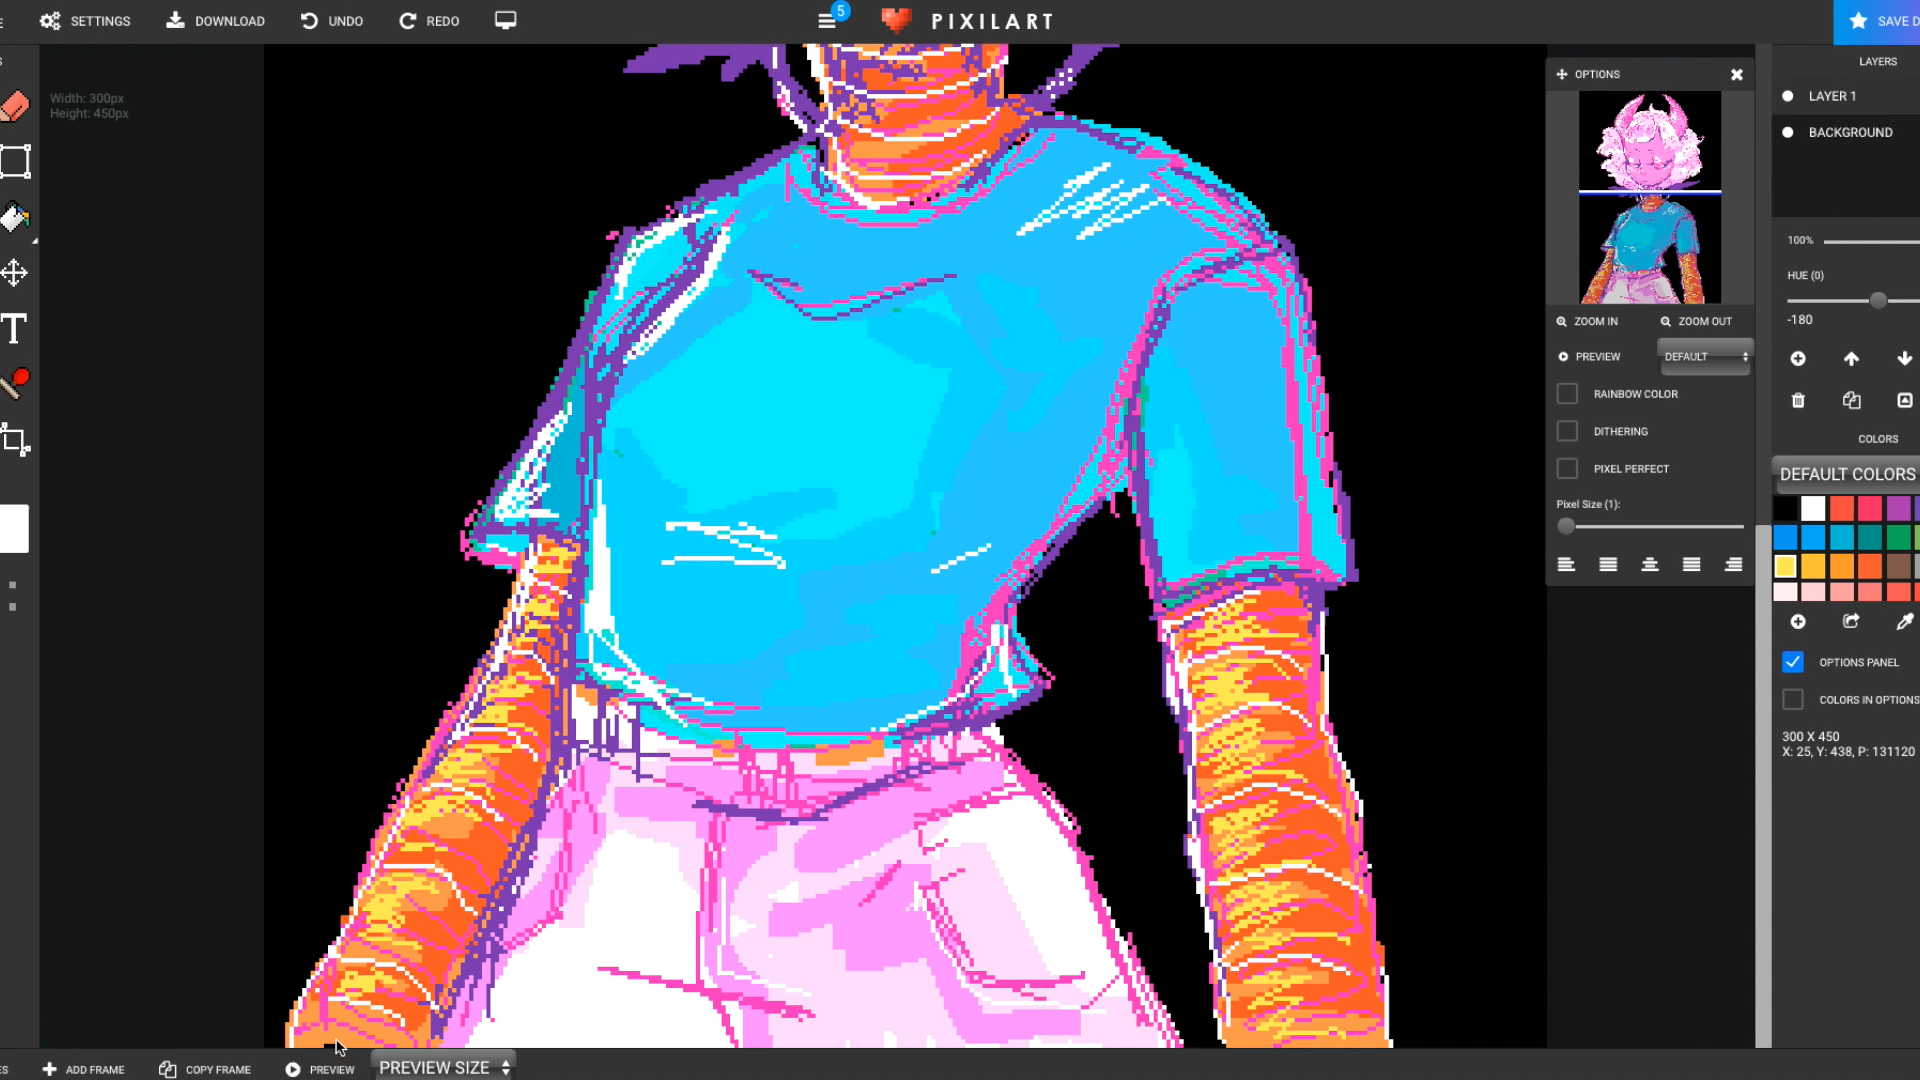 SETTINGS
DOWNLOAD
UNDO
REDO
5
PIXILART
SAVE D
Width: 300px
Height: 450px
OPTIONS
ZOOM IN
ZOOM OUT
PREVIEW
DEFAULT
RAINBOW COLOR
DITHERING
PIXEL PERFECT
Pixel Size (1):
LAYERS
LAYER 1
BACKGROUND
100%
HUE (0)
-180
COLORS
DEFAULT COLORS
OPTIONS PANEL
COLORS IN OPTIONS
300 X 450
X: 25, Y: 438, P: 131120
ES
ADD FRAME
COPY FRAME
PREVIEW
PREVIEW SIZE